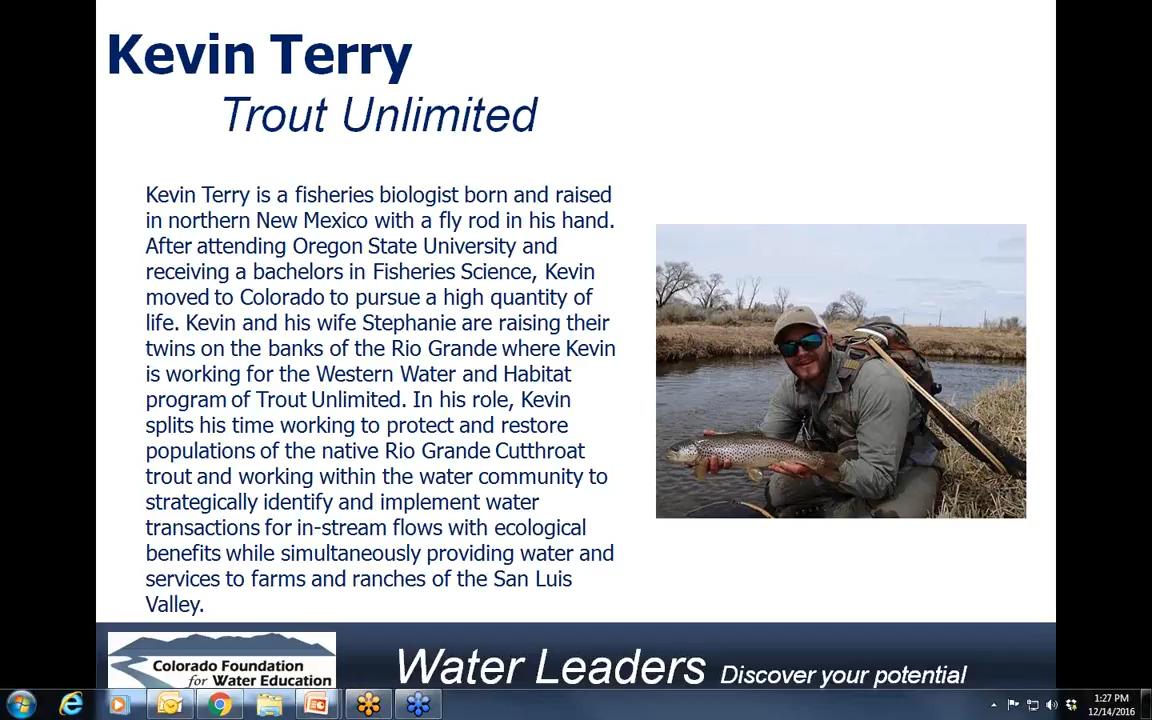 Kevin Terry
Trout Unlimited
Kevin Terry is a fisheries biologist born and raised
in northern New Mexico with a fly rod in his hand.
After attending Oregon State University and
receiving a bachelors in Fisheries Science, Kevin
moved to Colorado to pursue a high quantity of
life. Kevin and his wife Stephanie are raising their
twins on the banks of the Rio Grande where Kevin
is working for the Western Water and Habitat
program of Trout Unlimited. In his role, Kevin
splits his time working to protect and restore
populations of the native Rio Grande Cutthroat
trout and working within the water community to
strategically identify and implement water
transactions for in-stream flows with ecological
benefits while simultaneously providing water and
services to farms and ranches of the San Luis
Valley.
Colorado Foundation
for Water Education
Water Leaders Discover your potential
1:27 PM
12/14/2016